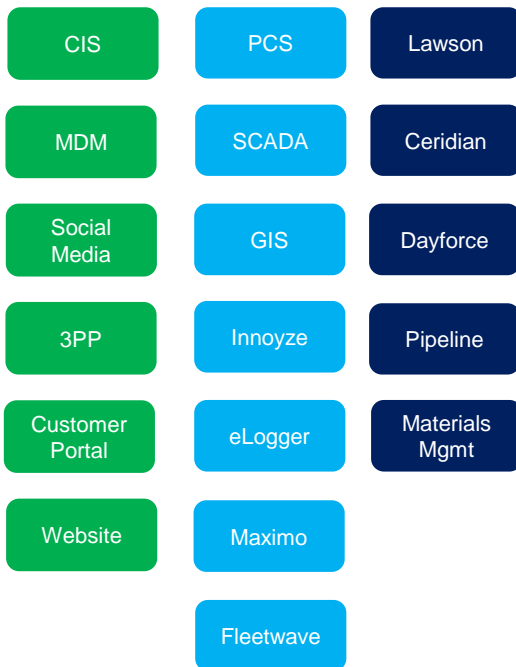 CIS
PCS
Lawson
MDM
SCADA
Ceridian
Social
Media
GIS
Dayforce
3PP
Innoyze
Pipeline
Customer
Portal
eLogger
Materials
Mgmt
Website
Maximo
Fleetwave